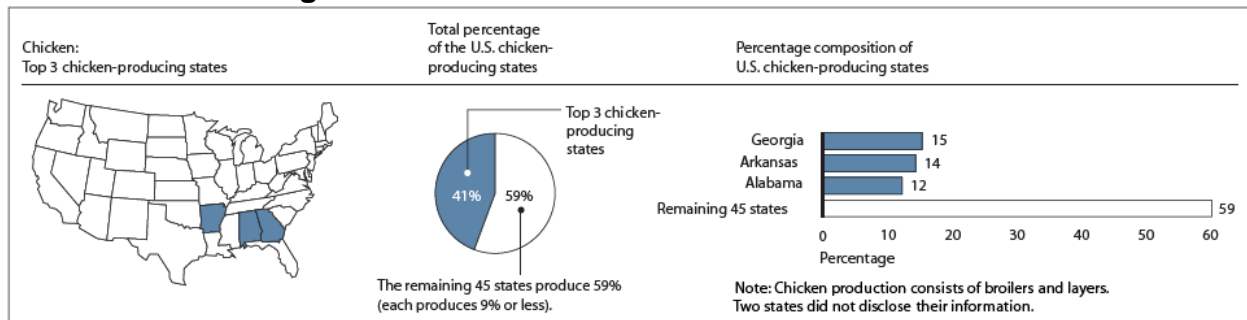 Chicken:
Top 3 chicken-producing states
Total percentage
of the U.S. chicken-
producing states
Percentage composition of
U.S. chicken-producing states
Top 3 chicken-
producing
states
41%
59%
The remaining 45 states produce 59%
(each produces 9% or less).
Georgia 15
Arkansas 14
Alabama 12
Remaining 45 states 59
0 10 20 30 40 50 60
Percentage
Note: Chicken production consists of broilers and layers.
Two states did not disclose their information.